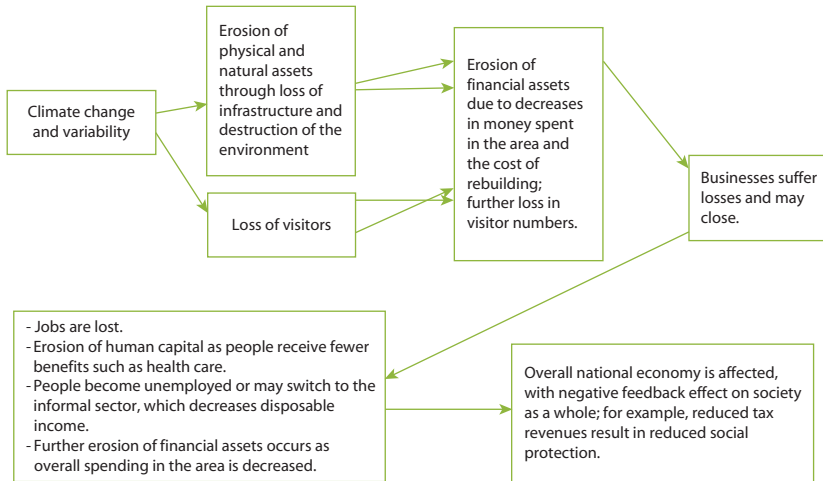 Climate change
and variability
Erosion of
physical and
natural assets
through loss of
infrastructure and
destruction of the
environment
Loss of visitors
Erosion of
financial assets
due to decreases
in money spent
in the area and
the cost of
rebuilding;
further loss in
visitor numbers.
Businesses suffer
losses and may
close.
- Jobs are lost.
- Erosion of human capital as people receive fewer
benefits such as health care.
- People become unemployed or may switch to the
informal sector, which decreases disposable
income.
- Further erosion of financial assets occurs as
overall spending in the area is decreased.
Overall national economy is affected,
with negative feedback effect on society
as a whole; for example, reduced tax
revenues result in reduced social
protection.